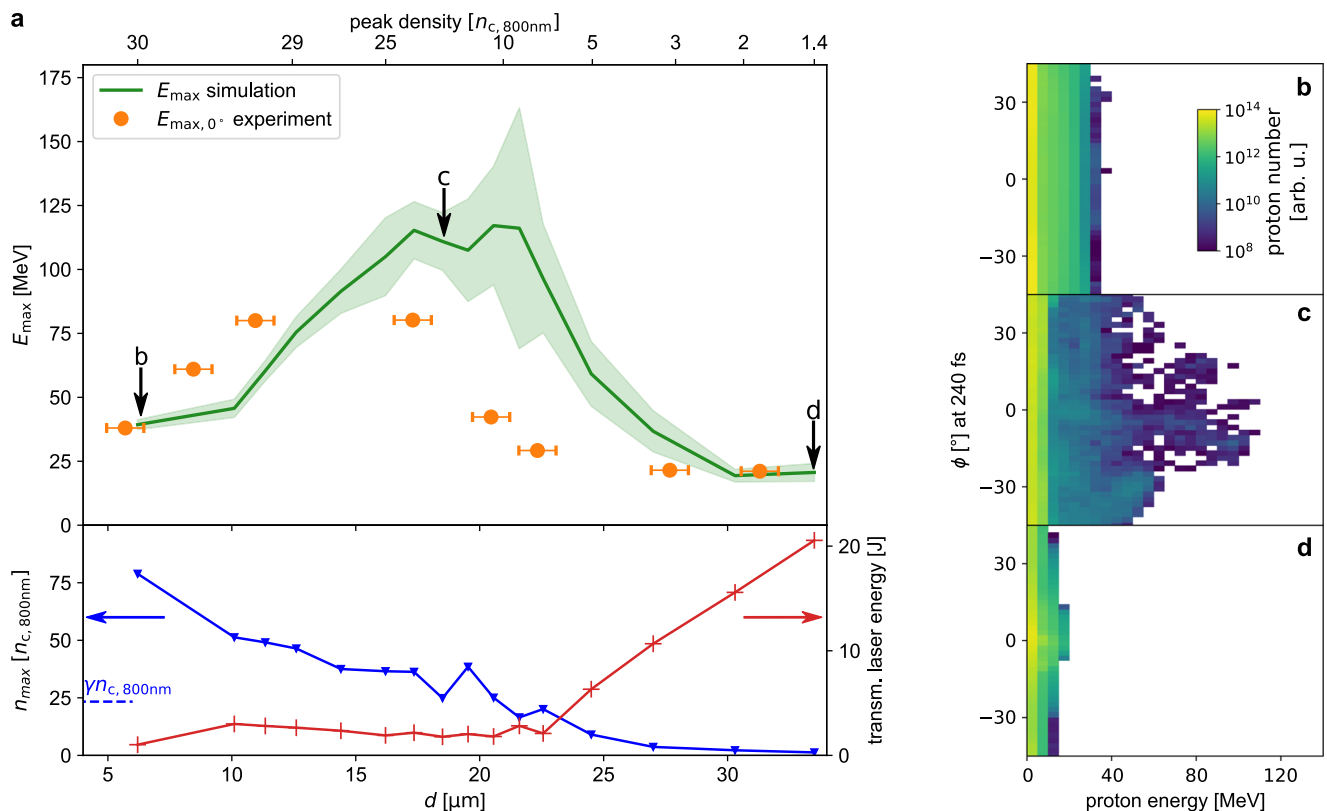 a
peak density [n_c,800nm]
30 29 25 10 5 3 2 1.4
E_max simulation
E_max,0° experiment
E_max [MeV]
175
150
125
100
75
50
25
0
b
c
d
n_max [n_c,800nm]
75
50
25
0
γn_c,800nm
transm. laser energy [J]
20
10
0
5 10 15 20 25 30
d [μm]
b
c
d
ϕ [°] at 240 fs
30
0
−30
30
0
−30
30
0
−30
proton number
[arb. u.]
10^14
10^12
10^10
10^8
0 40 80 120
proton energy [MeV]